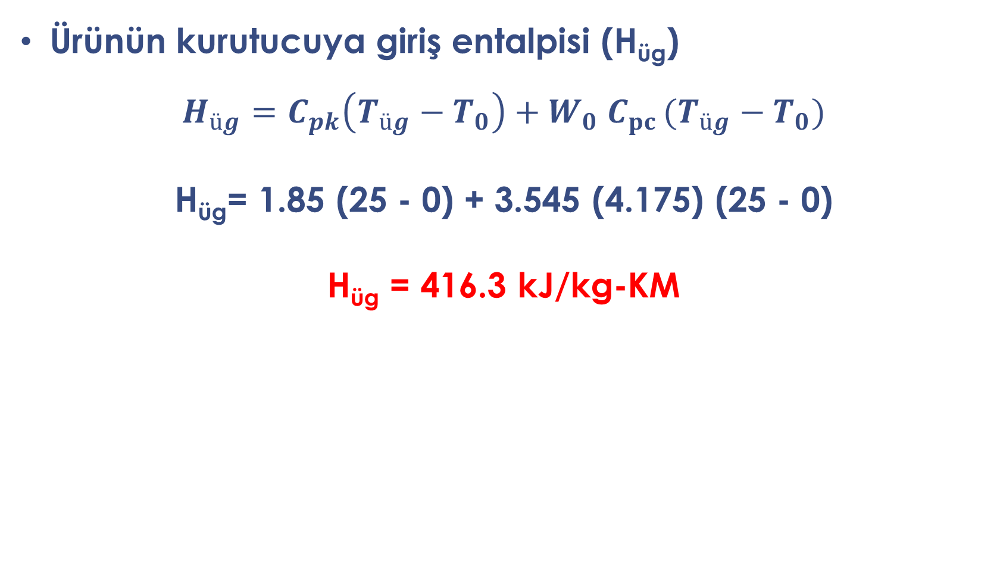 • Ürünün kurutucuya giriş entalpisi (Hüg)
Hüg = Cpk(Tüg − T0) + W0 Cpc (Tüg − T0)
Hüg= 1.85 (25 - 0) + 3.545 (4.175) (25 - 0)
Hüg = 416.3 kJ/kg-KM